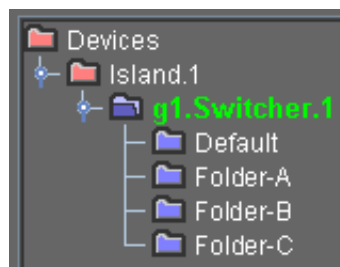 Devices
Island.1
g1.Switcher.1
Default
Folder-A
Folder-B
Folder-C